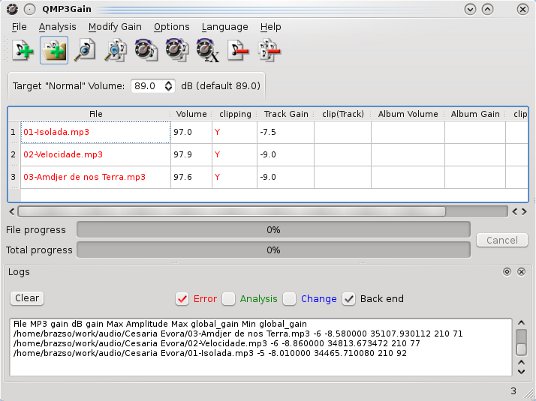 QMP3Gain
File Analysis Modify Gain Options Language Help
Target "Normal" Volume: 89.0 dB (default 89.0)
File Volume clipping Track Gain clip(Track) Album Volume Album Gain clip
1 01-Isolada.mp3 97.0 Y -7.5
2 02-Velocidade.mp3 97.9 Y -9.0
3 03-Amdjer de nos Terra.mp3 97.6 Y -9.0
File progress 0%
Total progress 0%
Cancel
Logs
Clear Error Analysis Change Back end
File MP3 gain dB gain Max Amplitude Max global_gain Min global_gain
/home/brazso/work/audio/Cesaria Evora/03-Amdjer de nos Terra.mp3 -6 -8.580000 35107.930112 210 71
/home/brazso/work/audio/Cesaria Evora/02-Velocidade.mp3 -6 -8.860000 34813.673472 210 77
/home/brazso/work/audio/Cesaria Evora/01-Isolada.mp3 -5 -8.010000 34465.710080 210 92
3